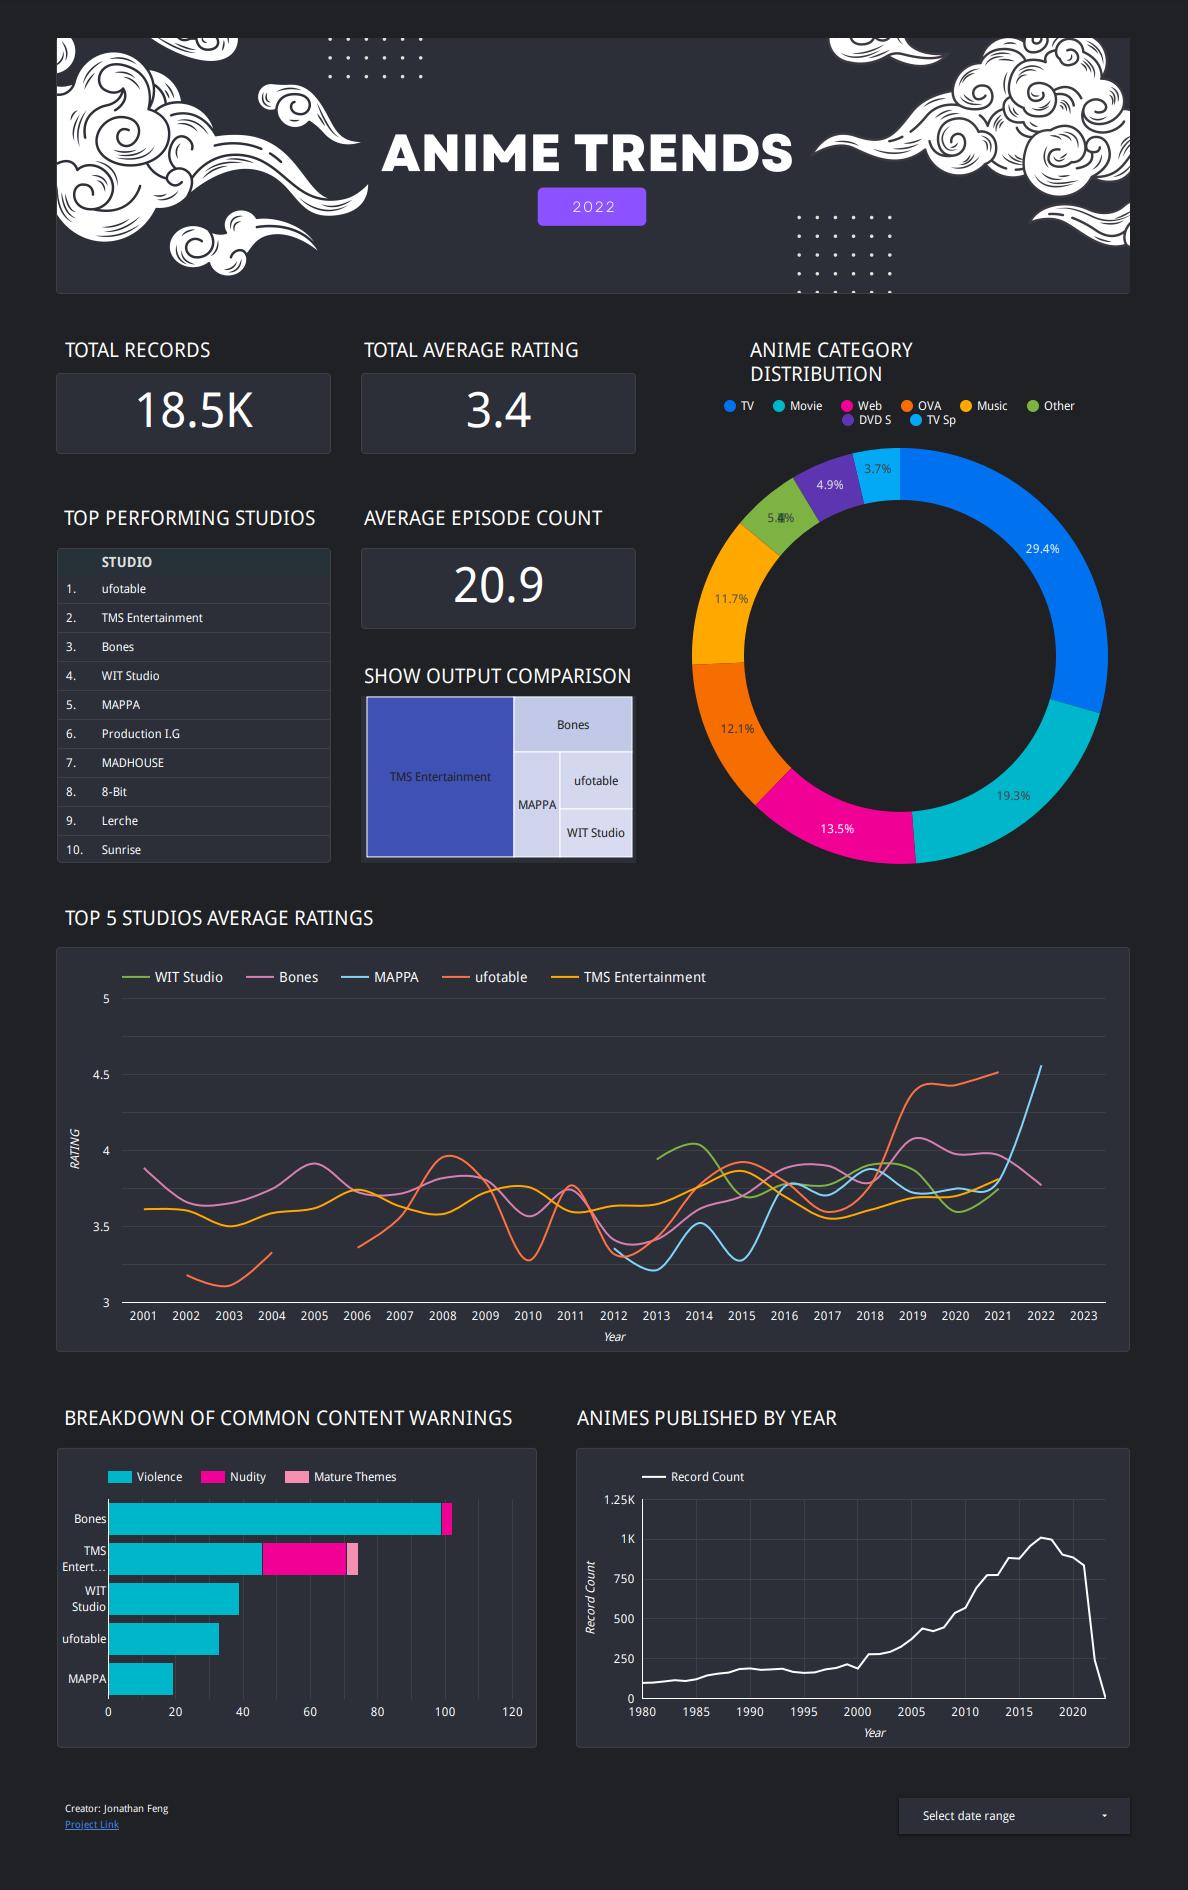 ANIME TRENDS
2022
TOTAL RECORDS
18.5K
TOTAL AVERAGE RATING
3.4
ANIME CATEGORY
DISTRIBUTION
TV Movie Web OVA Music Other
DVD S TV Sp
3.7%
4.9%
29.4%
11.7%
12.1%
19.3%
13.5%
TOP PERFORMING STUDIOS
STUDIO
1. ufotable
2. TMS Entertainment
3. Bones
4. WIT Studio
5. MAPPA
6. Production I.G
7. MADHOUSE
8. 8-Bit
9. Lerche
10. Sunrise
AVERAGE EPISODE COUNT
20.9
SHOW OUTPUT COMPARISON
TMS Entertainment
Bones
MAPPA
ufotable
WIT Studio
TOP 5 STUDIOS AVERAGE RATINGS
WIT Studio Bones MAPPA ufotable TMS Entertainment
5
4.5
4
3.5
3
RATING
2001 2002 2003 2004 2005 2006 2007 2008 2009 2010 2011 2012 2013 2014 2015 2016 2017 2018 2019 2020 2021 2022 2023
Year
BREAKDOWN OF COMMON CONTENT WARNINGS
Violence Nudity Mature Themes
Bones
TMS
Entert...
WIT
Studio
ufotable
MAPPA
0 20 40 60 80 100 120
ANIMES PUBLISHED BY YEAR
Record Count
1.25K
1K
750
500
250
0
Record Count
1980 1985 1990 1995 2000 2005 2010 2015 2020
Year
Creator: Jonathan Feng
Project Link
Select date range